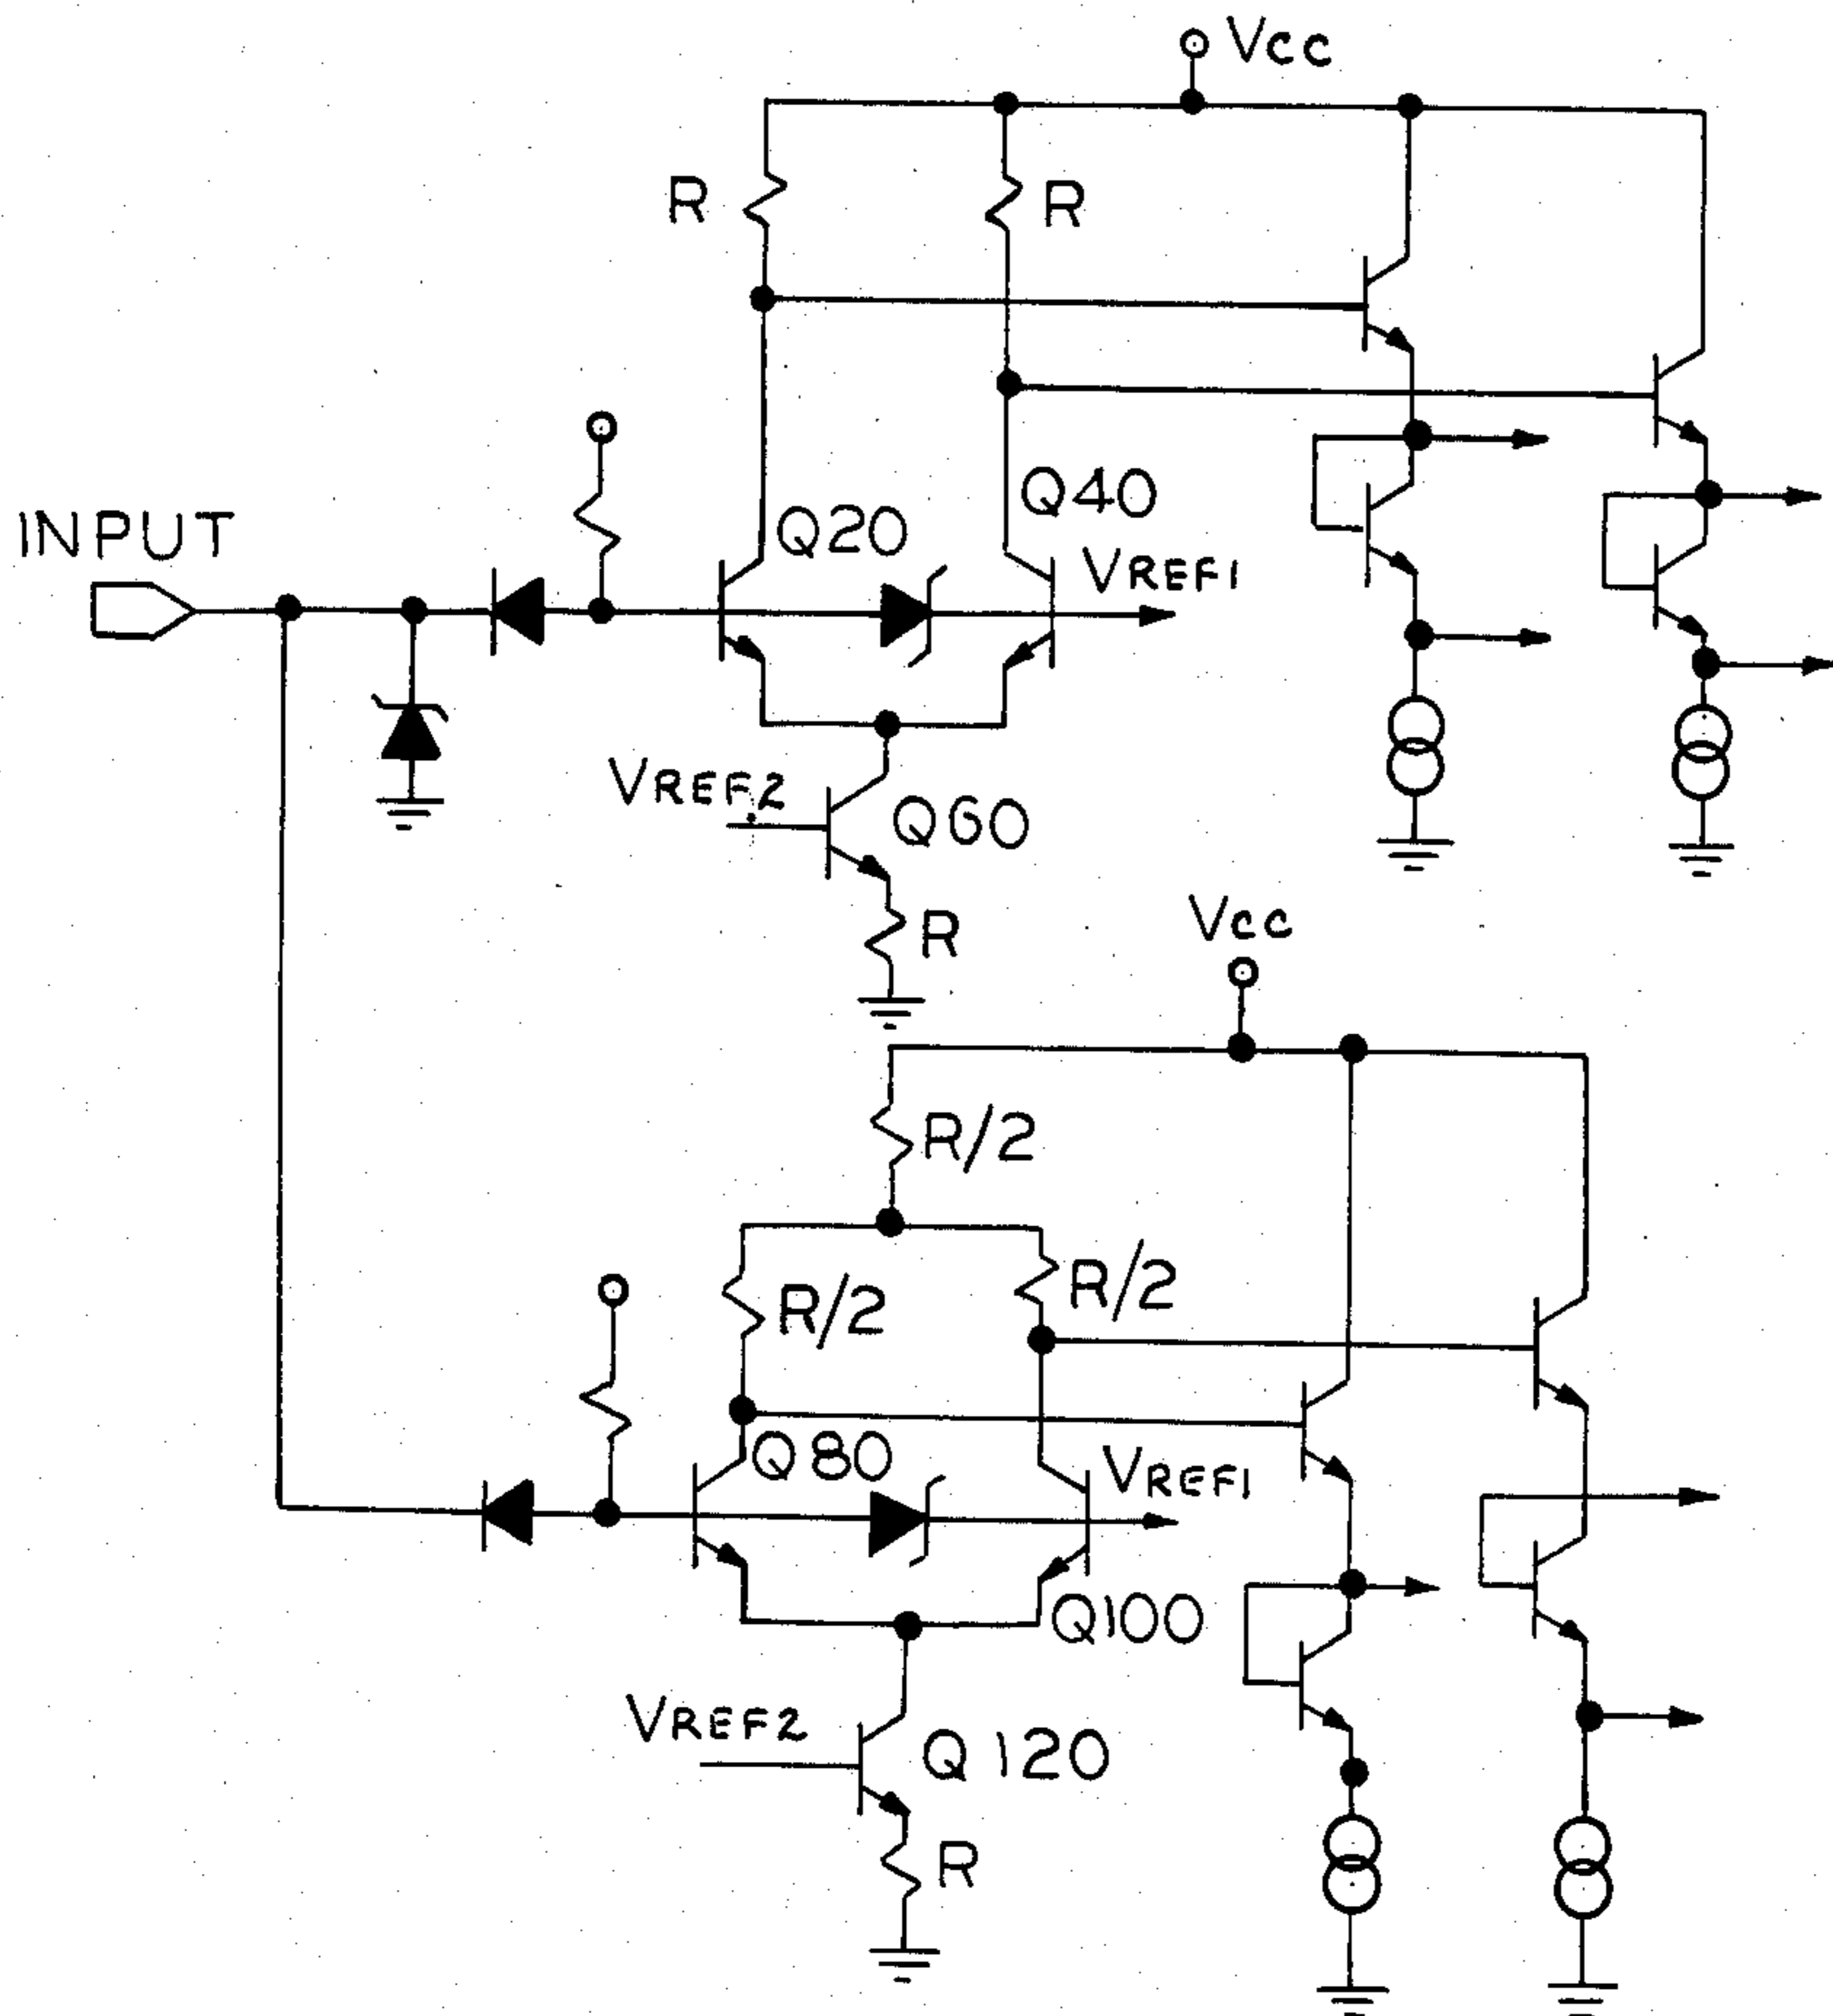 Vcc
R
R
Q40
Q20
INPUT
VREF1
VREF2
Q60
R
Vcc
R/2
R/2
R/2
Q80
VREF1
Q100
VREF2
Q120
R